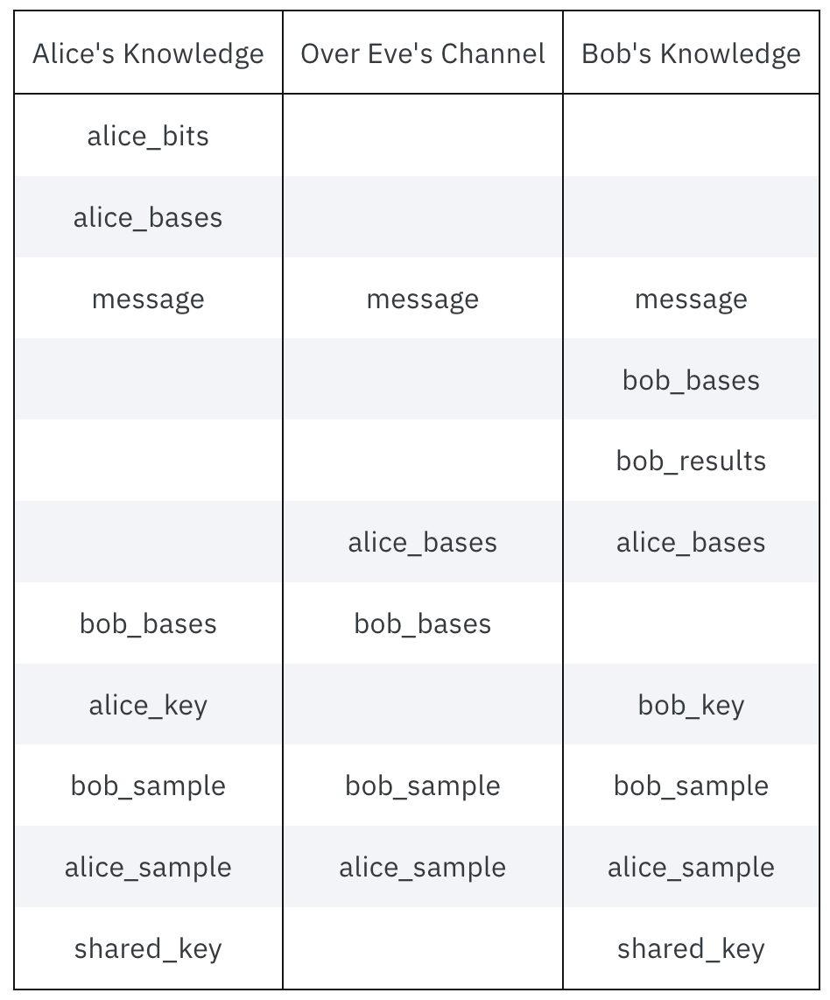 Alice's Knowledge Over Eve's Channel Bob's Knowledge
alice_bits
alice_bases
message message message
bob_bases
bob_results
alice_bases alice_bases
bob_bases bob_bases
alice_key bob_key
bob_sample bob_sample bob_sample
alice_sample alice_sample alice_sample
shared_key shared_key